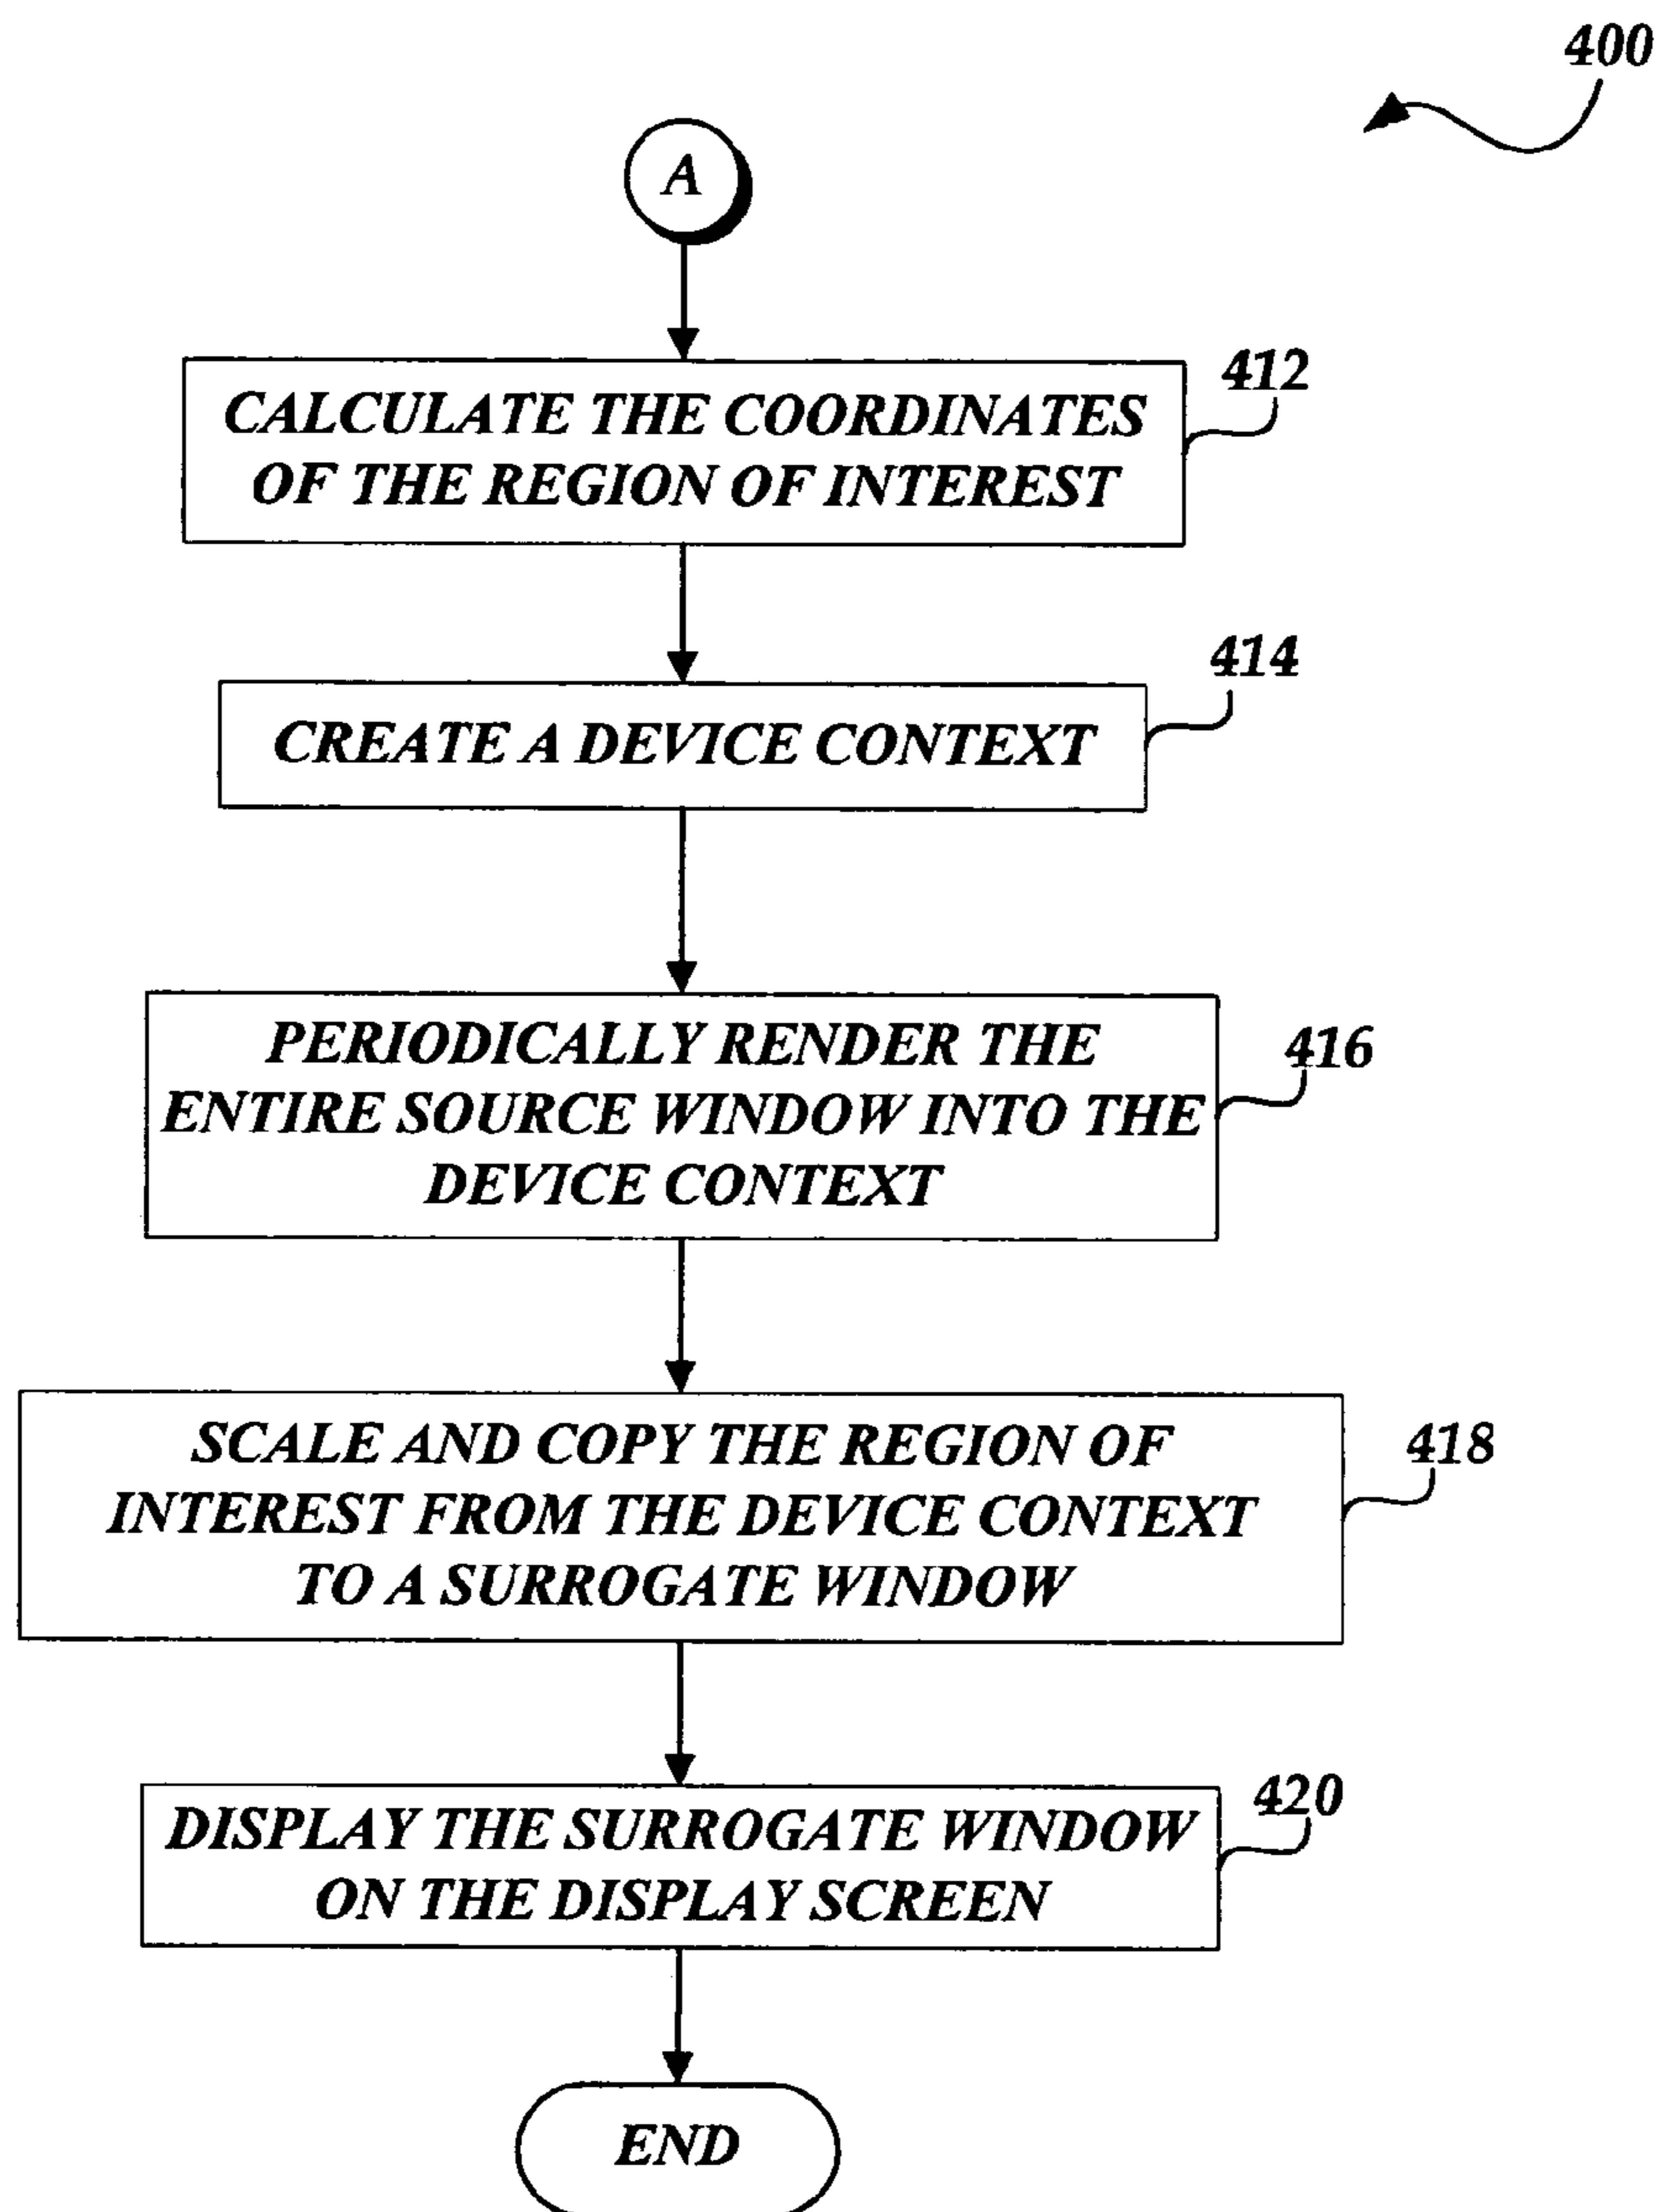 400
A
CALCULATE THE COORDINATES
OF THE REGION OF INTEREST
412
CREATE A DEVICE CONTEXT
414
PERIODICALLY RENDER THE
ENTIRE SOURCE WINDOW INTO THE
DEVICE CONTEXT
416
SCALE AND COPY THE REGION OF
INTEREST FROM THE DEVICE CONTEXT
TO A SURROGATE WINDOW
418
DISPLAY THE SURROGATE WINDOW
ON THE DISPLAY SCREEN
420
END